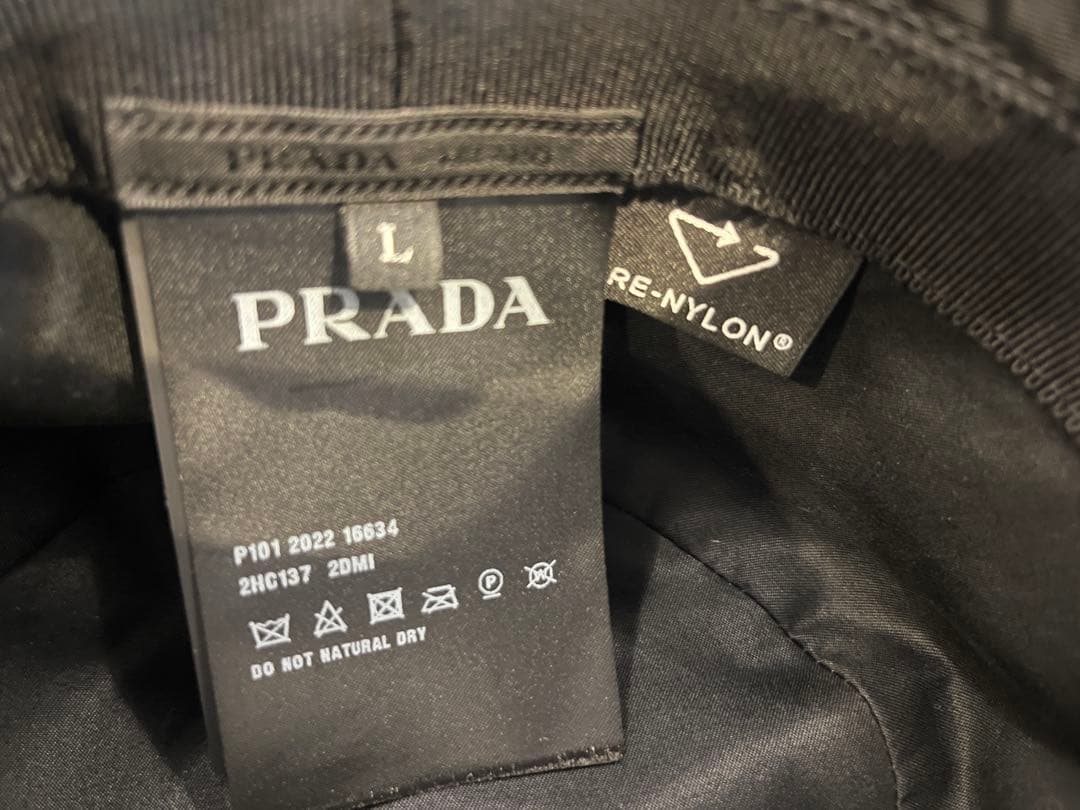 PRADA
L
PRADA
RE-NYLON®
P101 2022 16634
2HC137 2DMI
P W
DO NOT NATURAL DRY